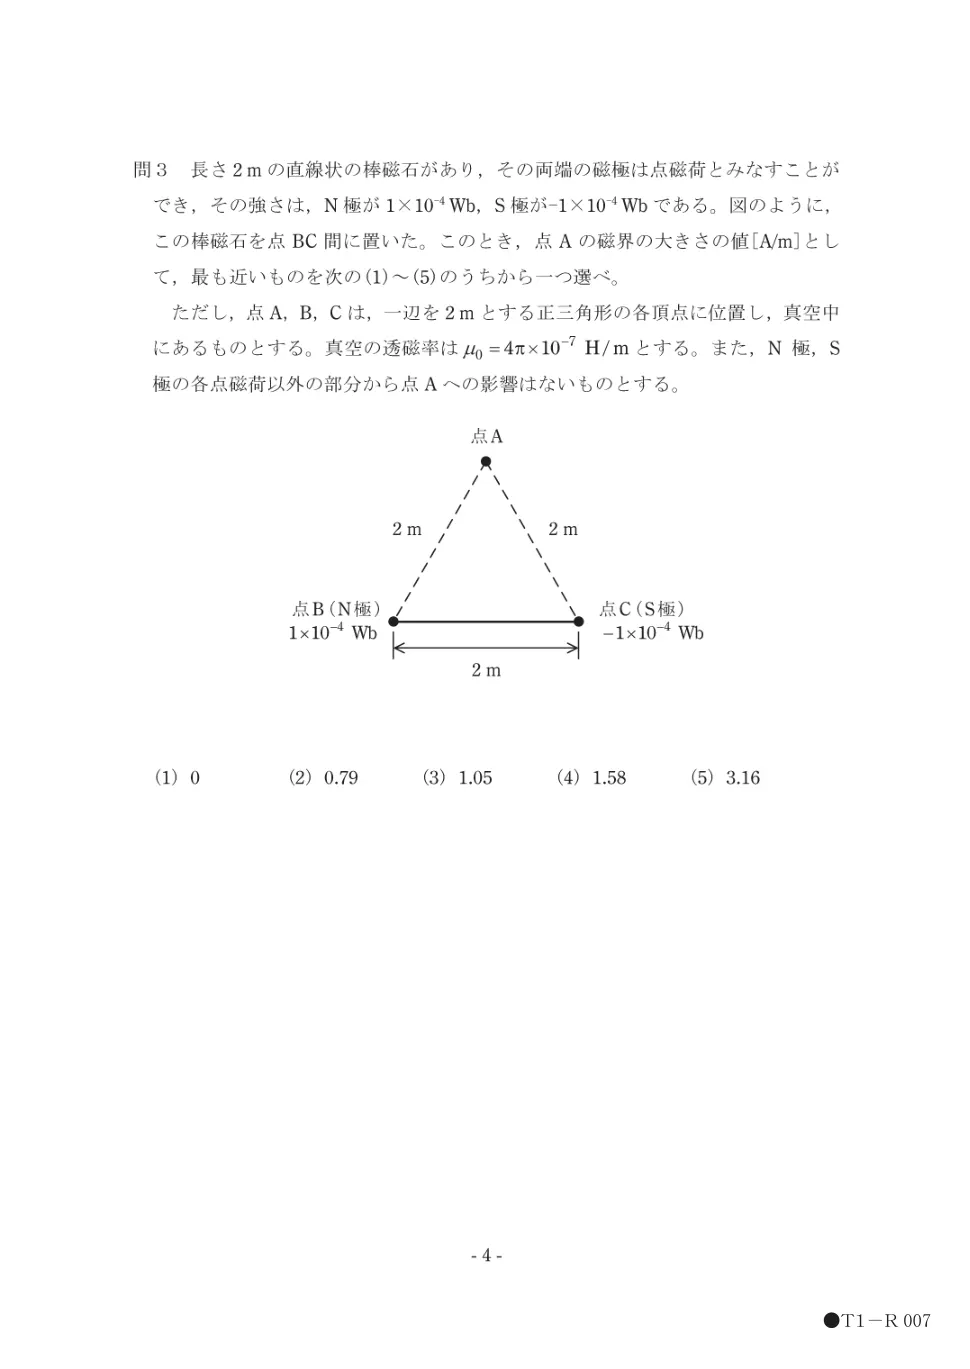 問３　長さ 2 m の直線状の棒磁石があり，その両端の磁極は点磁荷とみなすことが
でき，その強さは，N 極が 1×10⁻⁴ Wb，S 極が−1×10⁻⁴ Wb である。図のように，
この棒磁石を点 BC 間に置いた。このとき，点 A の磁界の大きさの値[A/m]とし
て，最も近いものを次の(1)～(5)のうちから一つ選べ。
ただし，点 A，B，C は，一辺を 2 m とする正三角形の各頂点に位置し，真空中
にあるものとする。真空の透磁率は μ₀ = 4π×10⁻⁷ H/m とする。また，N 極，S
極の各点磁荷以外の部分から点 A への影響はないものとする。
点A
2 m　2 m
点B（N極）　点C（S極）
1×10⁻⁴ Wb　−1×10⁻⁴ Wb
2 m
(1) 0　(2) 0.79　(3) 1.05　(4) 1.58　(5) 3.16
- 4 -
●T1－R 007